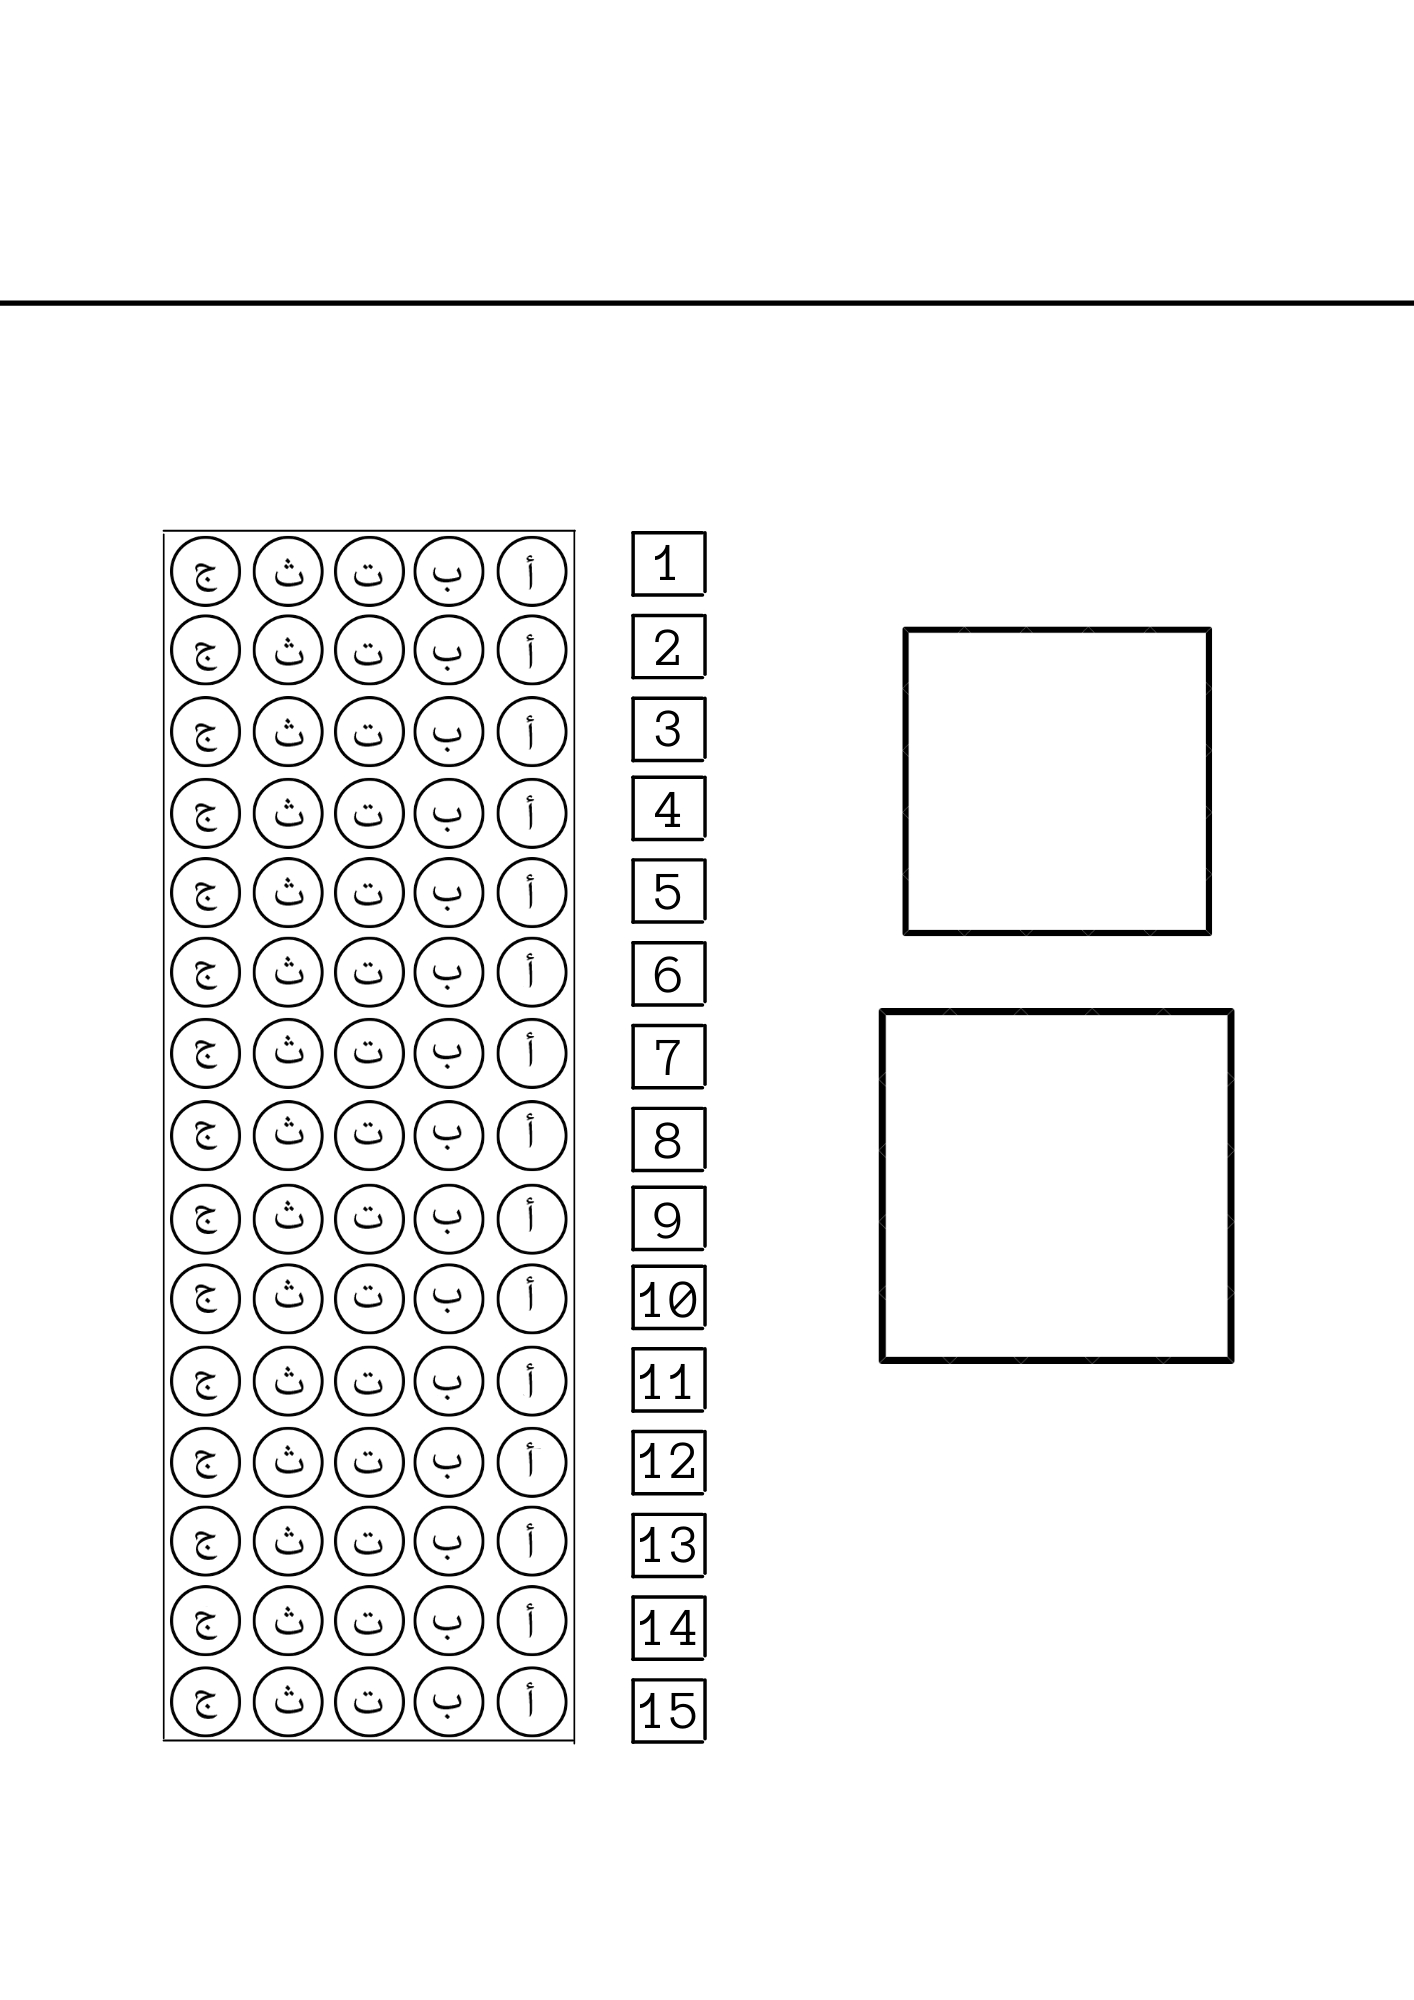 1 أ ب ت ث ج
2 أ ب ت ث ج
3 أ ب ت ث ج
4 أ ب ت ث ج
5 أ ب ت ث ج
6 أ ب ت ث ج
7 أ ب ت ث ج
8 أ ب ت ث ج
9 أ ب ت ث ج
10 أ ب ت ث ج
11 أ ب ت ث ج
12 أ ب ت ث ج
13 أ ب ت ث ج
14 أ ب ت ث ج
15 أ ب ت ث ج